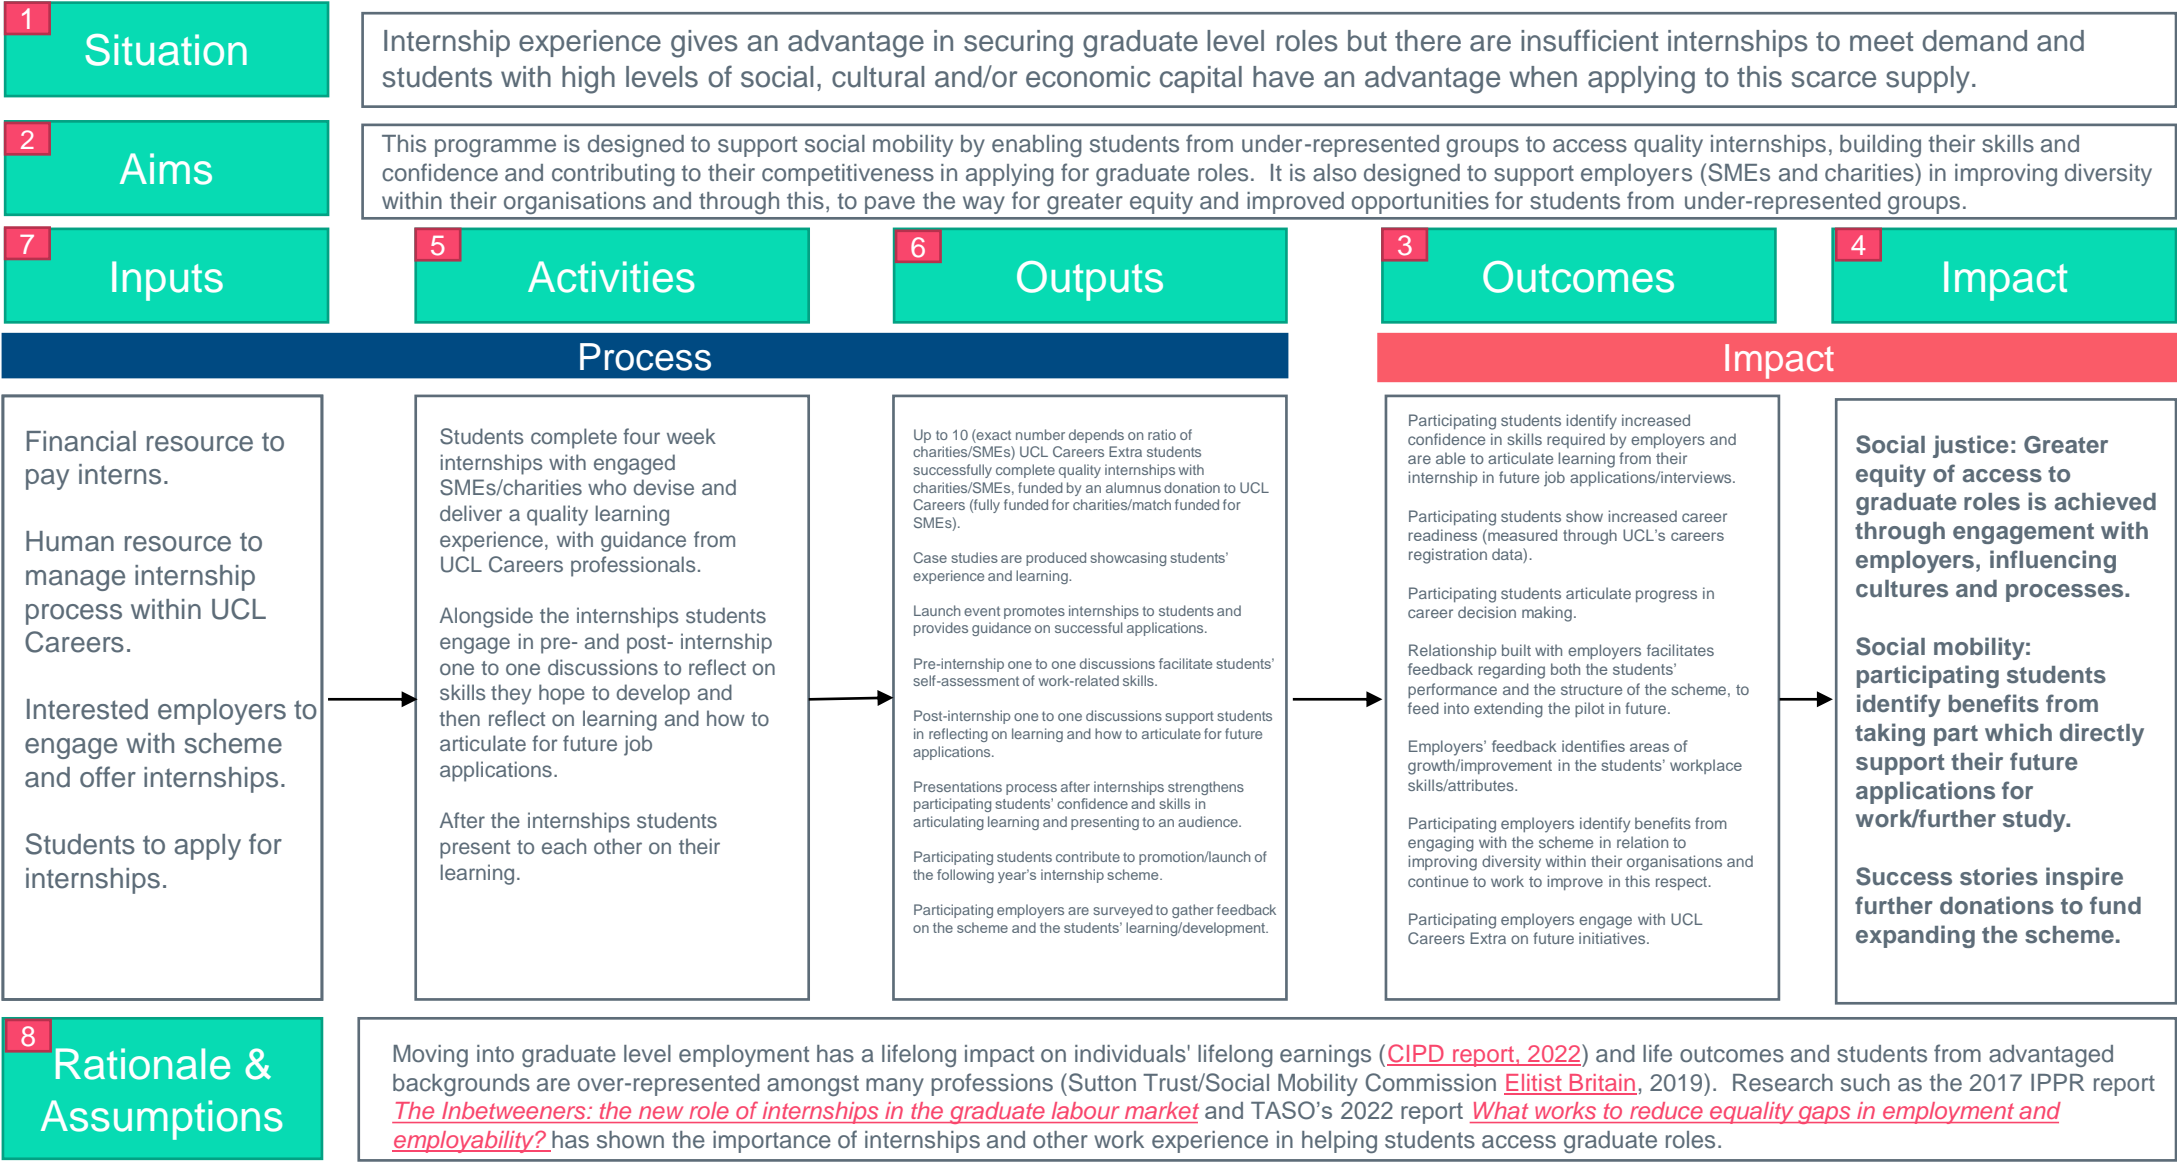 1
Situation
Internship experience gives an advantage in securing graduate level roles but there are insufficient internships to meet demand and
students with high levels of social, cultural and/or economic capital have an advantage when applying to this scarce supply.
2
Aims
This programme is designed to support social mobility by enabling students from under-represented groups to access quality internships, building their skills and
confidence and contributing to their competitiveness in applying for graduate roles.  It is also designed to support employers (SMEs and charities) in improving diversity
within their organisations and through this, to pave the way for greater equity and improved opportunities for students from under-represented groups.
7
Inputs
5
Activities
6
Outputs
3
Outcomes
4
Impact
Process
Impact
Financial resource to
pay interns.
Human resource to
manage internship
process within UCL
Careers.
Interested employers to
engage with scheme
and offer internships.
Students to apply for
internships.
Students complete four week
internships with engaged
SMEs/charities who devise and
deliver a quality learning
experience, with guidance from
UCL Careers professionals.
Alongside the internships students
engage in pre- and post- internship
one to one discussions to reflect on
skills they hope to develop and
then reflect on learning and how to
articulate for future job
applications.
After the internships students
present to each other on their
learning.
Up to 10 (exact number depends on ratio of
charities/SMEs) UCL Careers Extra students
successfully complete quality internships with
charities/SMEs, funded by an alumnus donation to UCL
Careers (fully funded for charities/match funded for
SMEs).
Case studies are produced showcasing students’
experience and learning.
Launch event promotes internships to students and
provides guidance on successful applications.
Pre-internship one to one discussions facilitate students’
self-assessment of work-related skills.
Post-internship one to one discussions support students
in reflecting on learning and how to articulate for future
applications.
Presentations process after internships strengthens
participating students’ confidence and skills in
articulating learning and presenting to an audience.
Participating students contribute to promotion/launch of
the following year’s internship scheme.
Participating employers are surveyed to gather feedback
on the scheme and the students’ learning/development.
Participating students identify increased
confidence in skills required by employers and
are able to articulate learning from their
internship in future job applications/interviews.
Participating students show increased career
readiness (measured through UCL’s careers
registration data).
Participating students articulate progress in
career decision making.
Relationship built with employers facilitates
feedback regarding both the students’
performance and the structure of the scheme, to
feed into extending the pilot in future.
Employers’ feedback identifies areas of
growth/improvement in the students’ workplace
skills/attributes.
Participating employers identify benefits from
engaging with the scheme in relation to
improving diversity within their organisations and
continue to work to improve in this respect.
Participating employers engage with UCL
Careers Extra on future initiatives.
Social justice: Greater
equity of access to
graduate roles is achieved
through engagement with
employers, influencing
cultures and processes.
Social mobility:
participating students
identify benefits from
taking part which directly
support their future
applications for
work/further study.
Success stories inspire
further donations to fund
expanding the scheme.
8
Rationale &
Assumptions
Moving into graduate level employment has a lifelong impact on individuals' lifelong earnings (CIPD report, 2022) and life outcomes and students from advantaged
backgrounds are over-represented amongst many professions (Sutton Trust/Social Mobility Commission Elitist Britain, 2019).  Research such as the 2017 IPPR report
The Inbetweeners: the new role of internships in the graduate labour market and TASO’s 2022 report What works to reduce equality gaps in employment and
employability? has shown the importance of internships and other work experience in helping students access graduate roles.